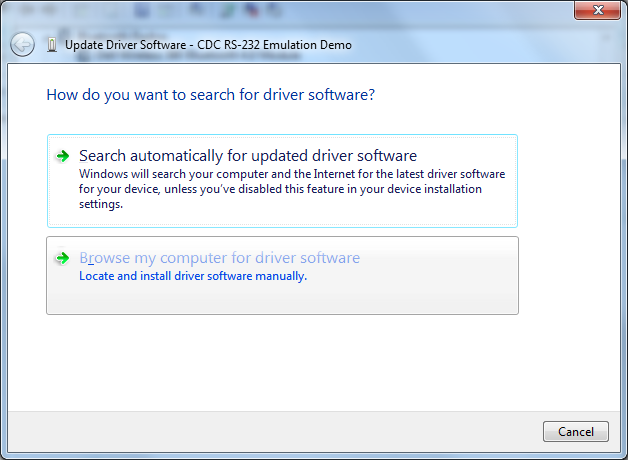 Update Driver Software - CDC RS-232 Emulation Demo
How do you want to search for driver software?
Search automatically for updated driver software
Windows will search your computer and the Internet for the latest driver software
for your device, unless you've disabled this feature in your device installation
settings.
Browse my computer for driver software
Locate and install driver software manually.
Cancel